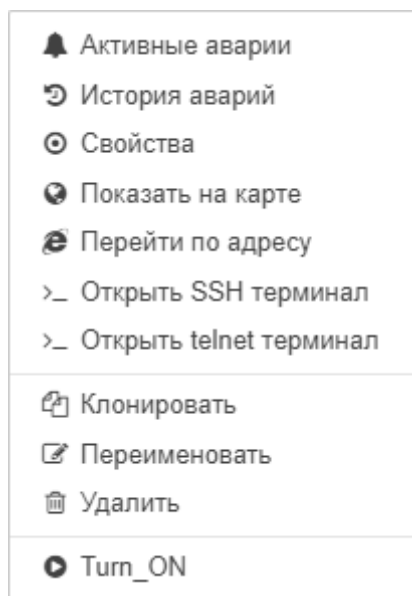 Активные аварии
История аварий
Свойства
Показать на карте
Перейти по адресу
Открыть SSH терминал
Открыть telnet терминал
Клонировать
Переименовать
Удалить
Turn_ON